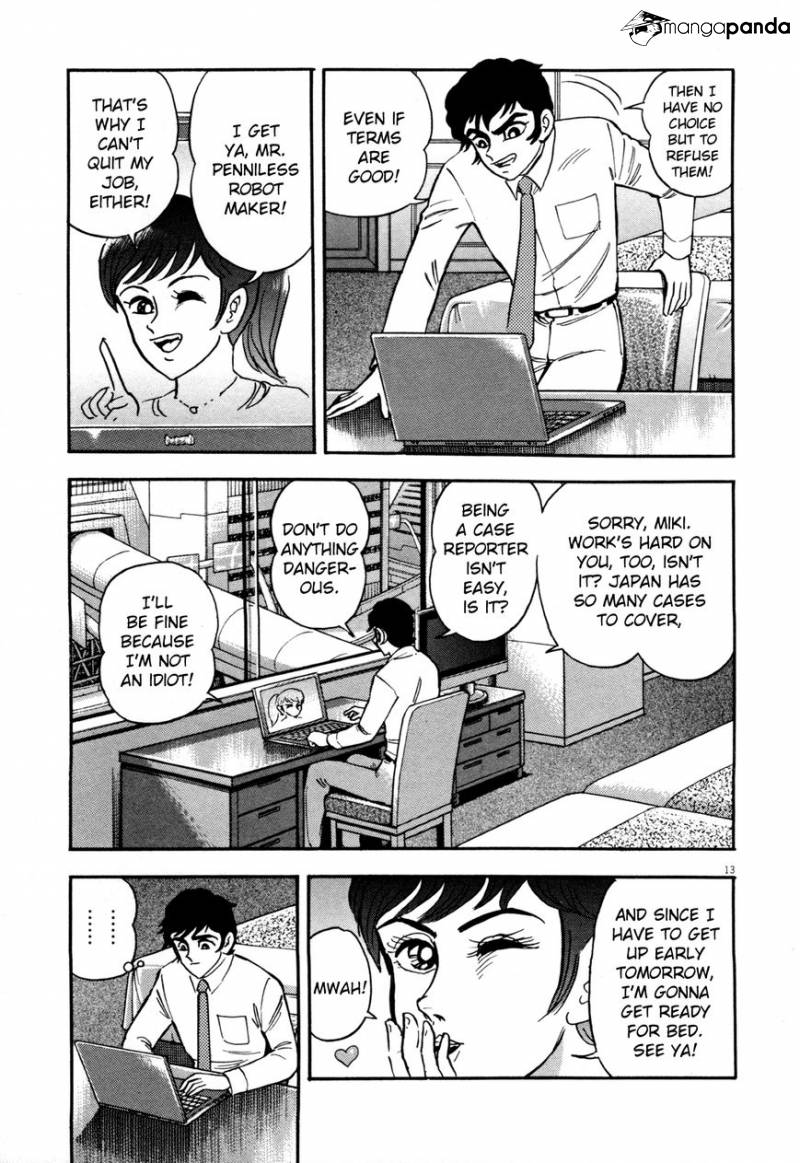 mangapanda
THEN I
HAVE NO
CHOICE
BUT TO
REFUSE
THEM!
EVEN IF
TERMS
ARE
GOOD!
I GET
YA, MR.
PENNILESS
ROBOT
MAKER!
THAT'S
WHY I
CAN'T
QUIT MY
JOB,
EITHER!
SORRY, MIKI.
WORK'S HARD ON
YOU, TOO, ISN'T
IT? JAPAN HAS
SO MANY CASES
TO COVER,
BEING
A CASE
REPORTER
ISN'T
EASY,
IS IT?
DON'T DO
ANYTHING
DANGER-
OUS.
I'LL
BE FINE
BECAUSE
I'M NOT
AN IDIOT!
13
AND SINCE I
HAVE TO GET
UP EARLY
TOMORROW,
I'M GONNA
GET READY
FOR BED.
SEE YA!
MWAH!
......
......